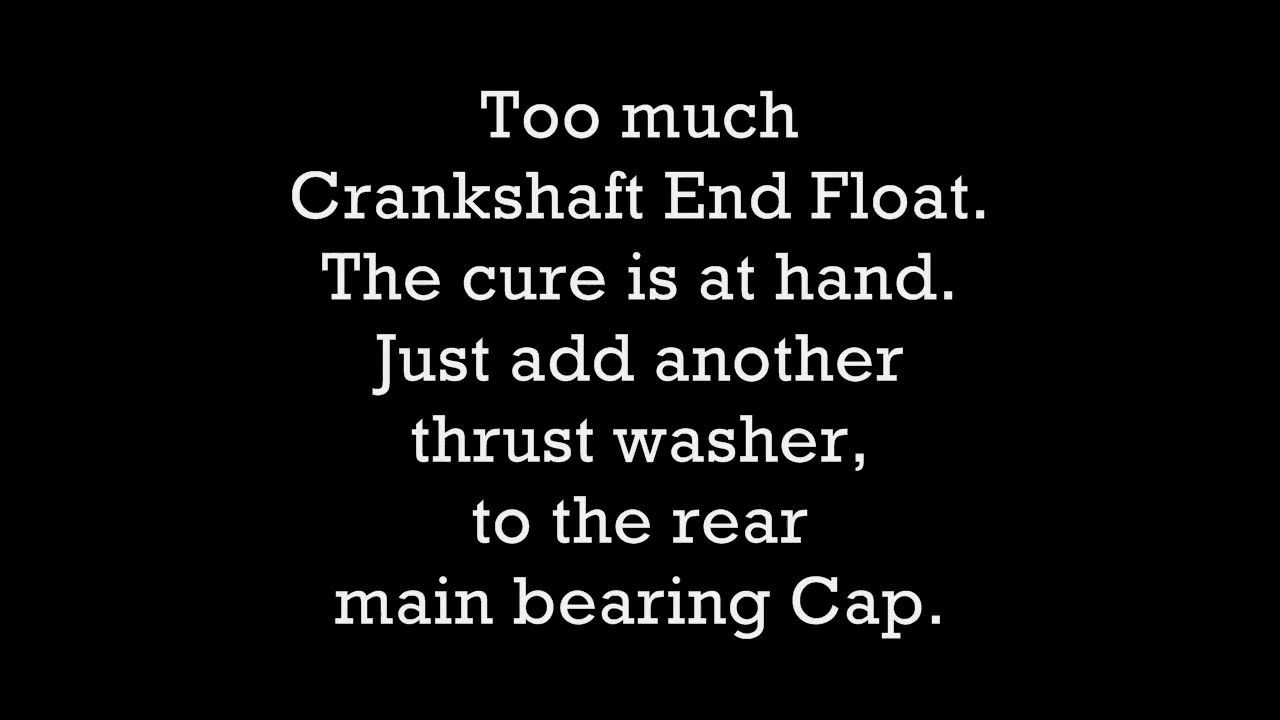 Too much
Crankshaft End Float.
The cure is at hand.
Just add another
thrust washer,
to the rear
main bearing Cap.